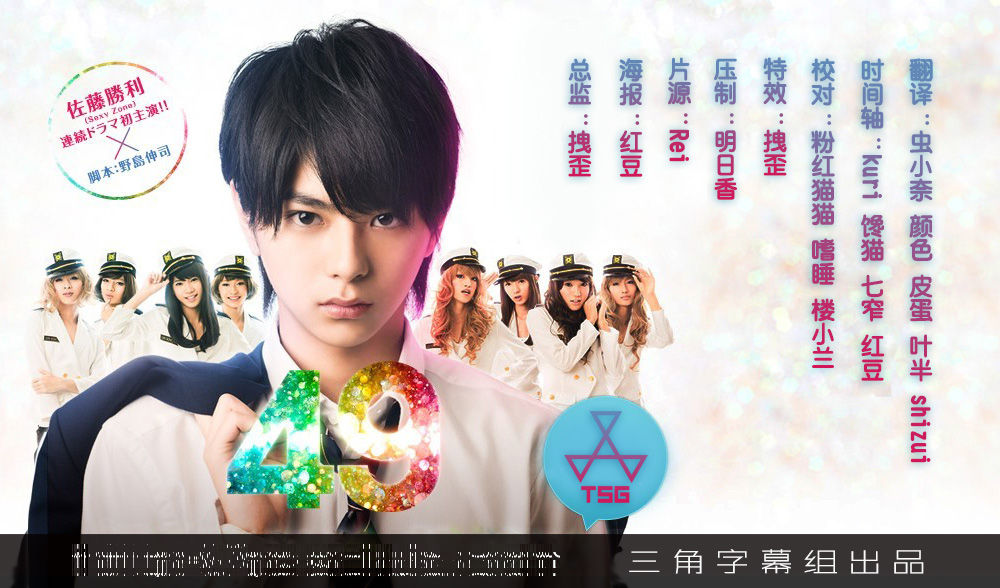 佐藤勝利
(Sexy Zone)
連続ドラマ初主演!!
×
脚本:野島伸司
49
翻译：虫小奈 颜色 皮蛋 叶半 shizui
时间轴：kuri 馋猫 七窄 红豆
校对：粉红猫猫 嗜睡 楼小兰
特效：拽歪
压制：明日香
片源：Rei
海报：红豆
总监：拽歪
TSG
三角字幕组出品